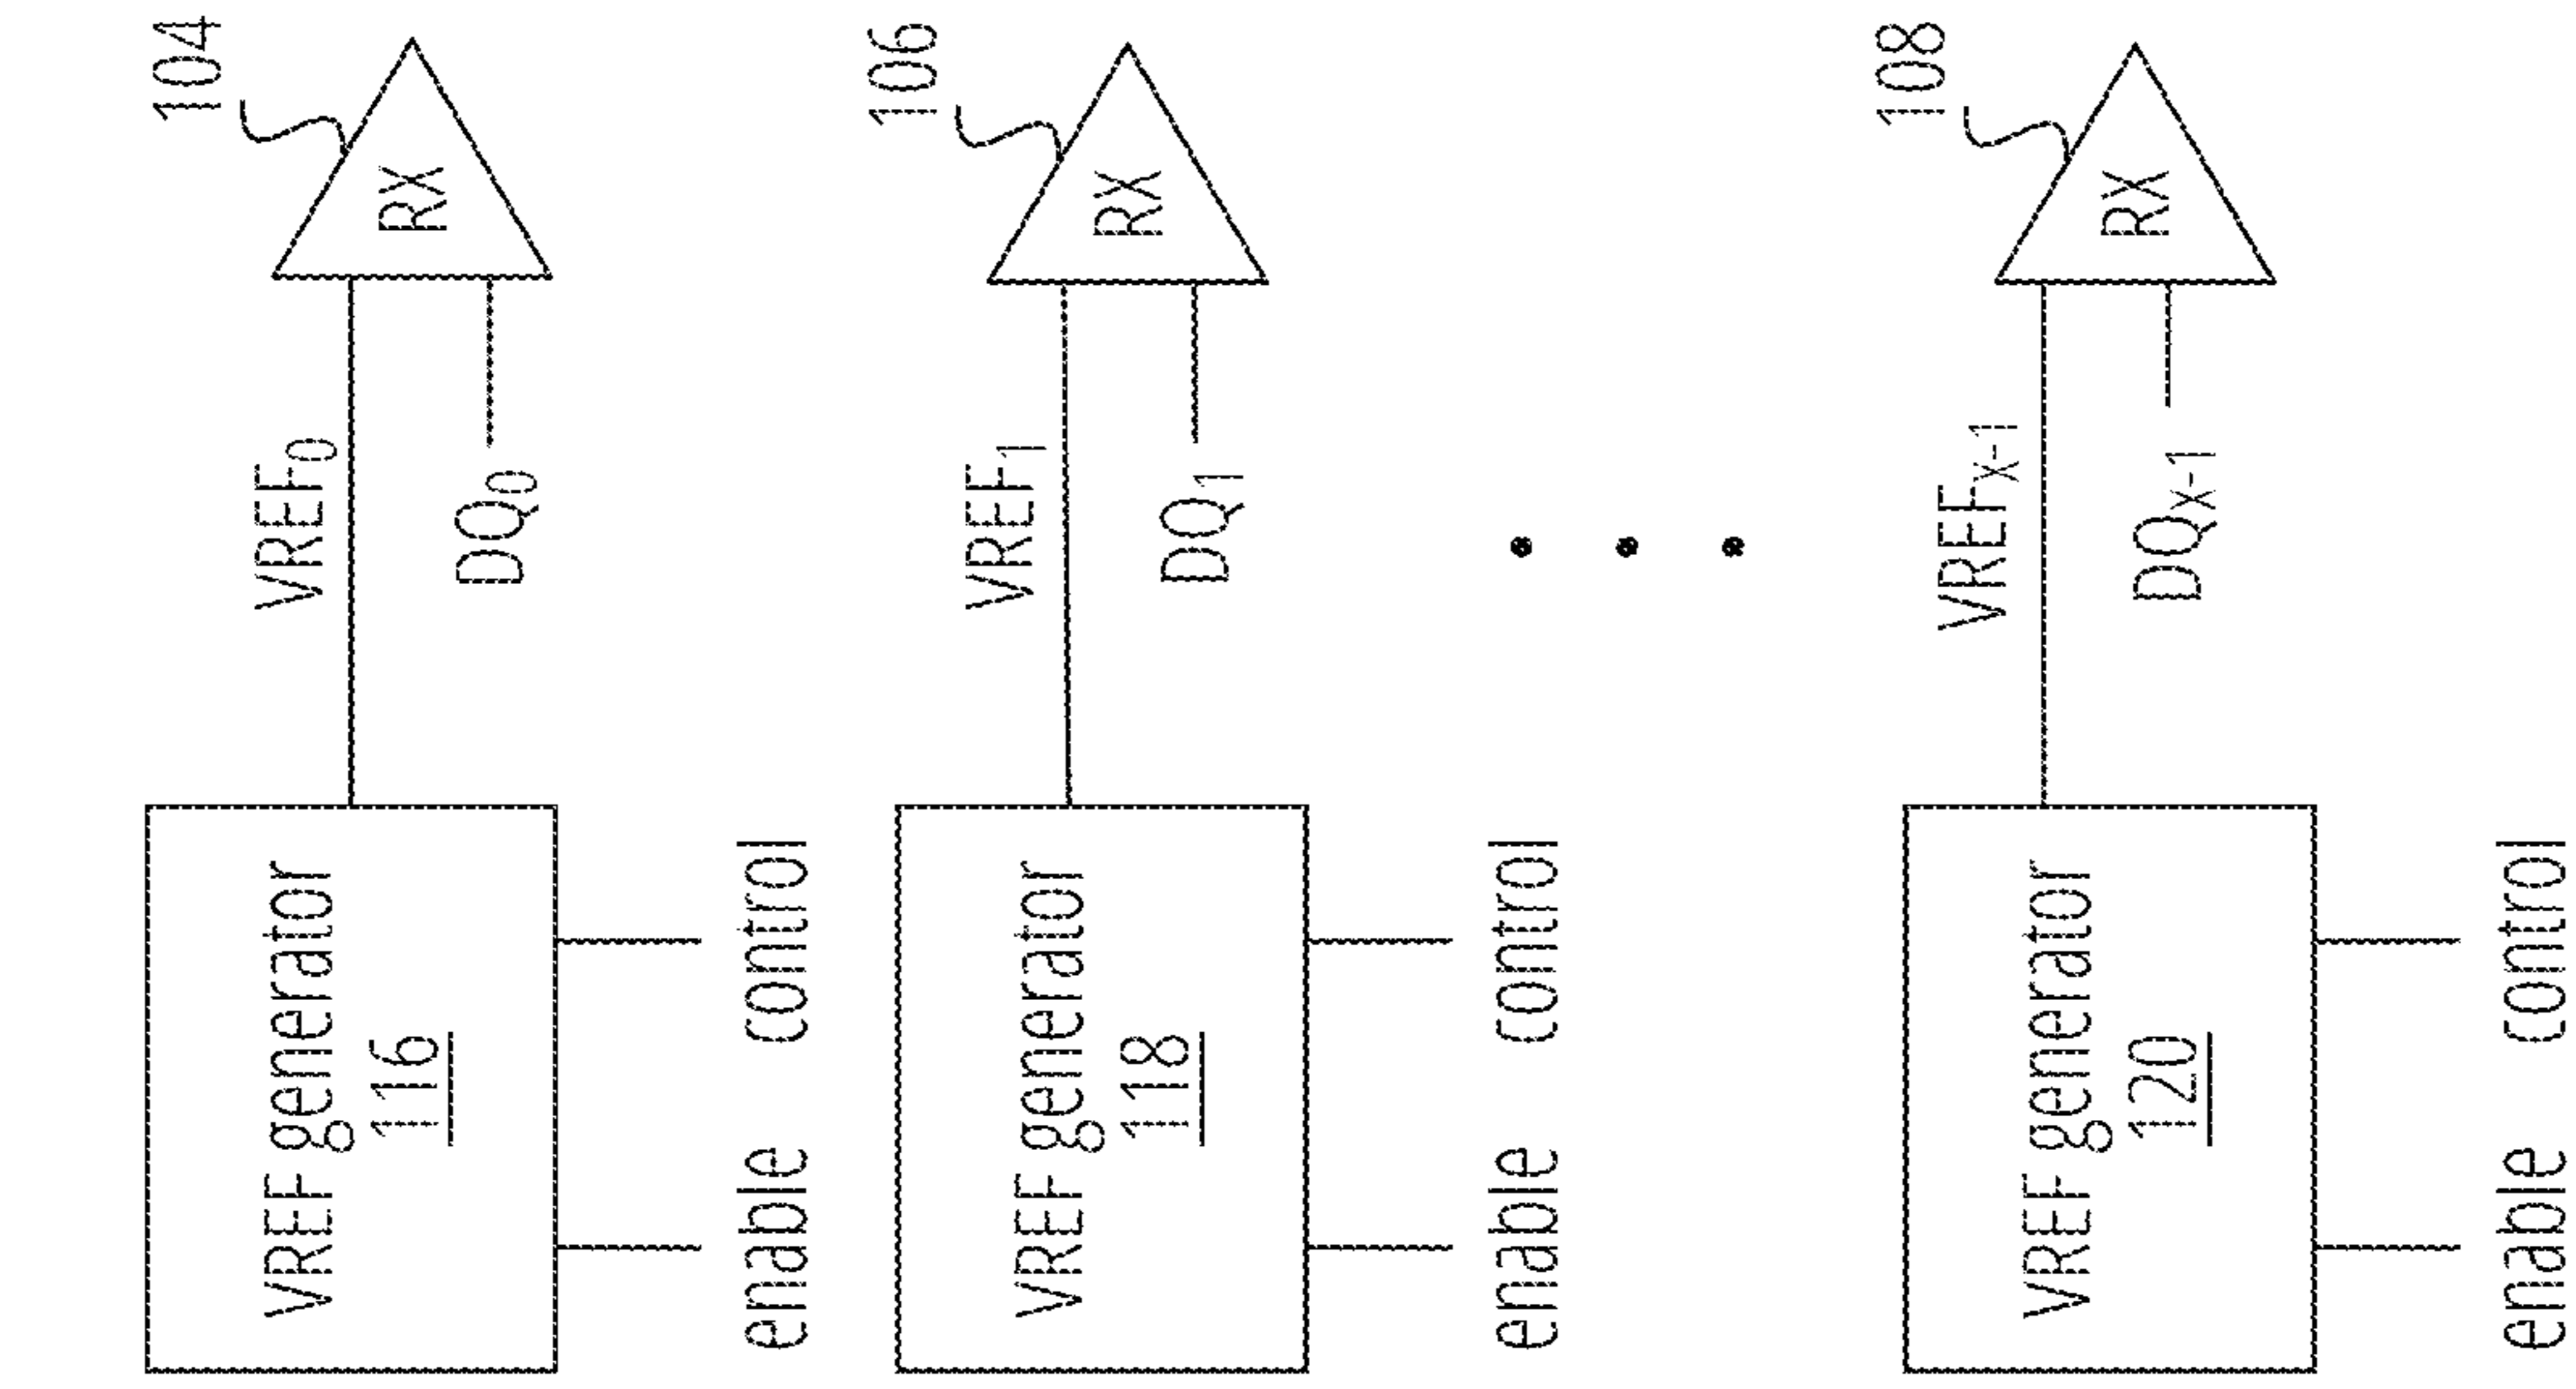 104
RX
VREF0
DQ0
VREF generator
116
enable control
106
RX
VREF1
DQ1
VREF generator
118
enable control
108
RX
VREFX-1
DQX-1
VREF generator
120
enable control